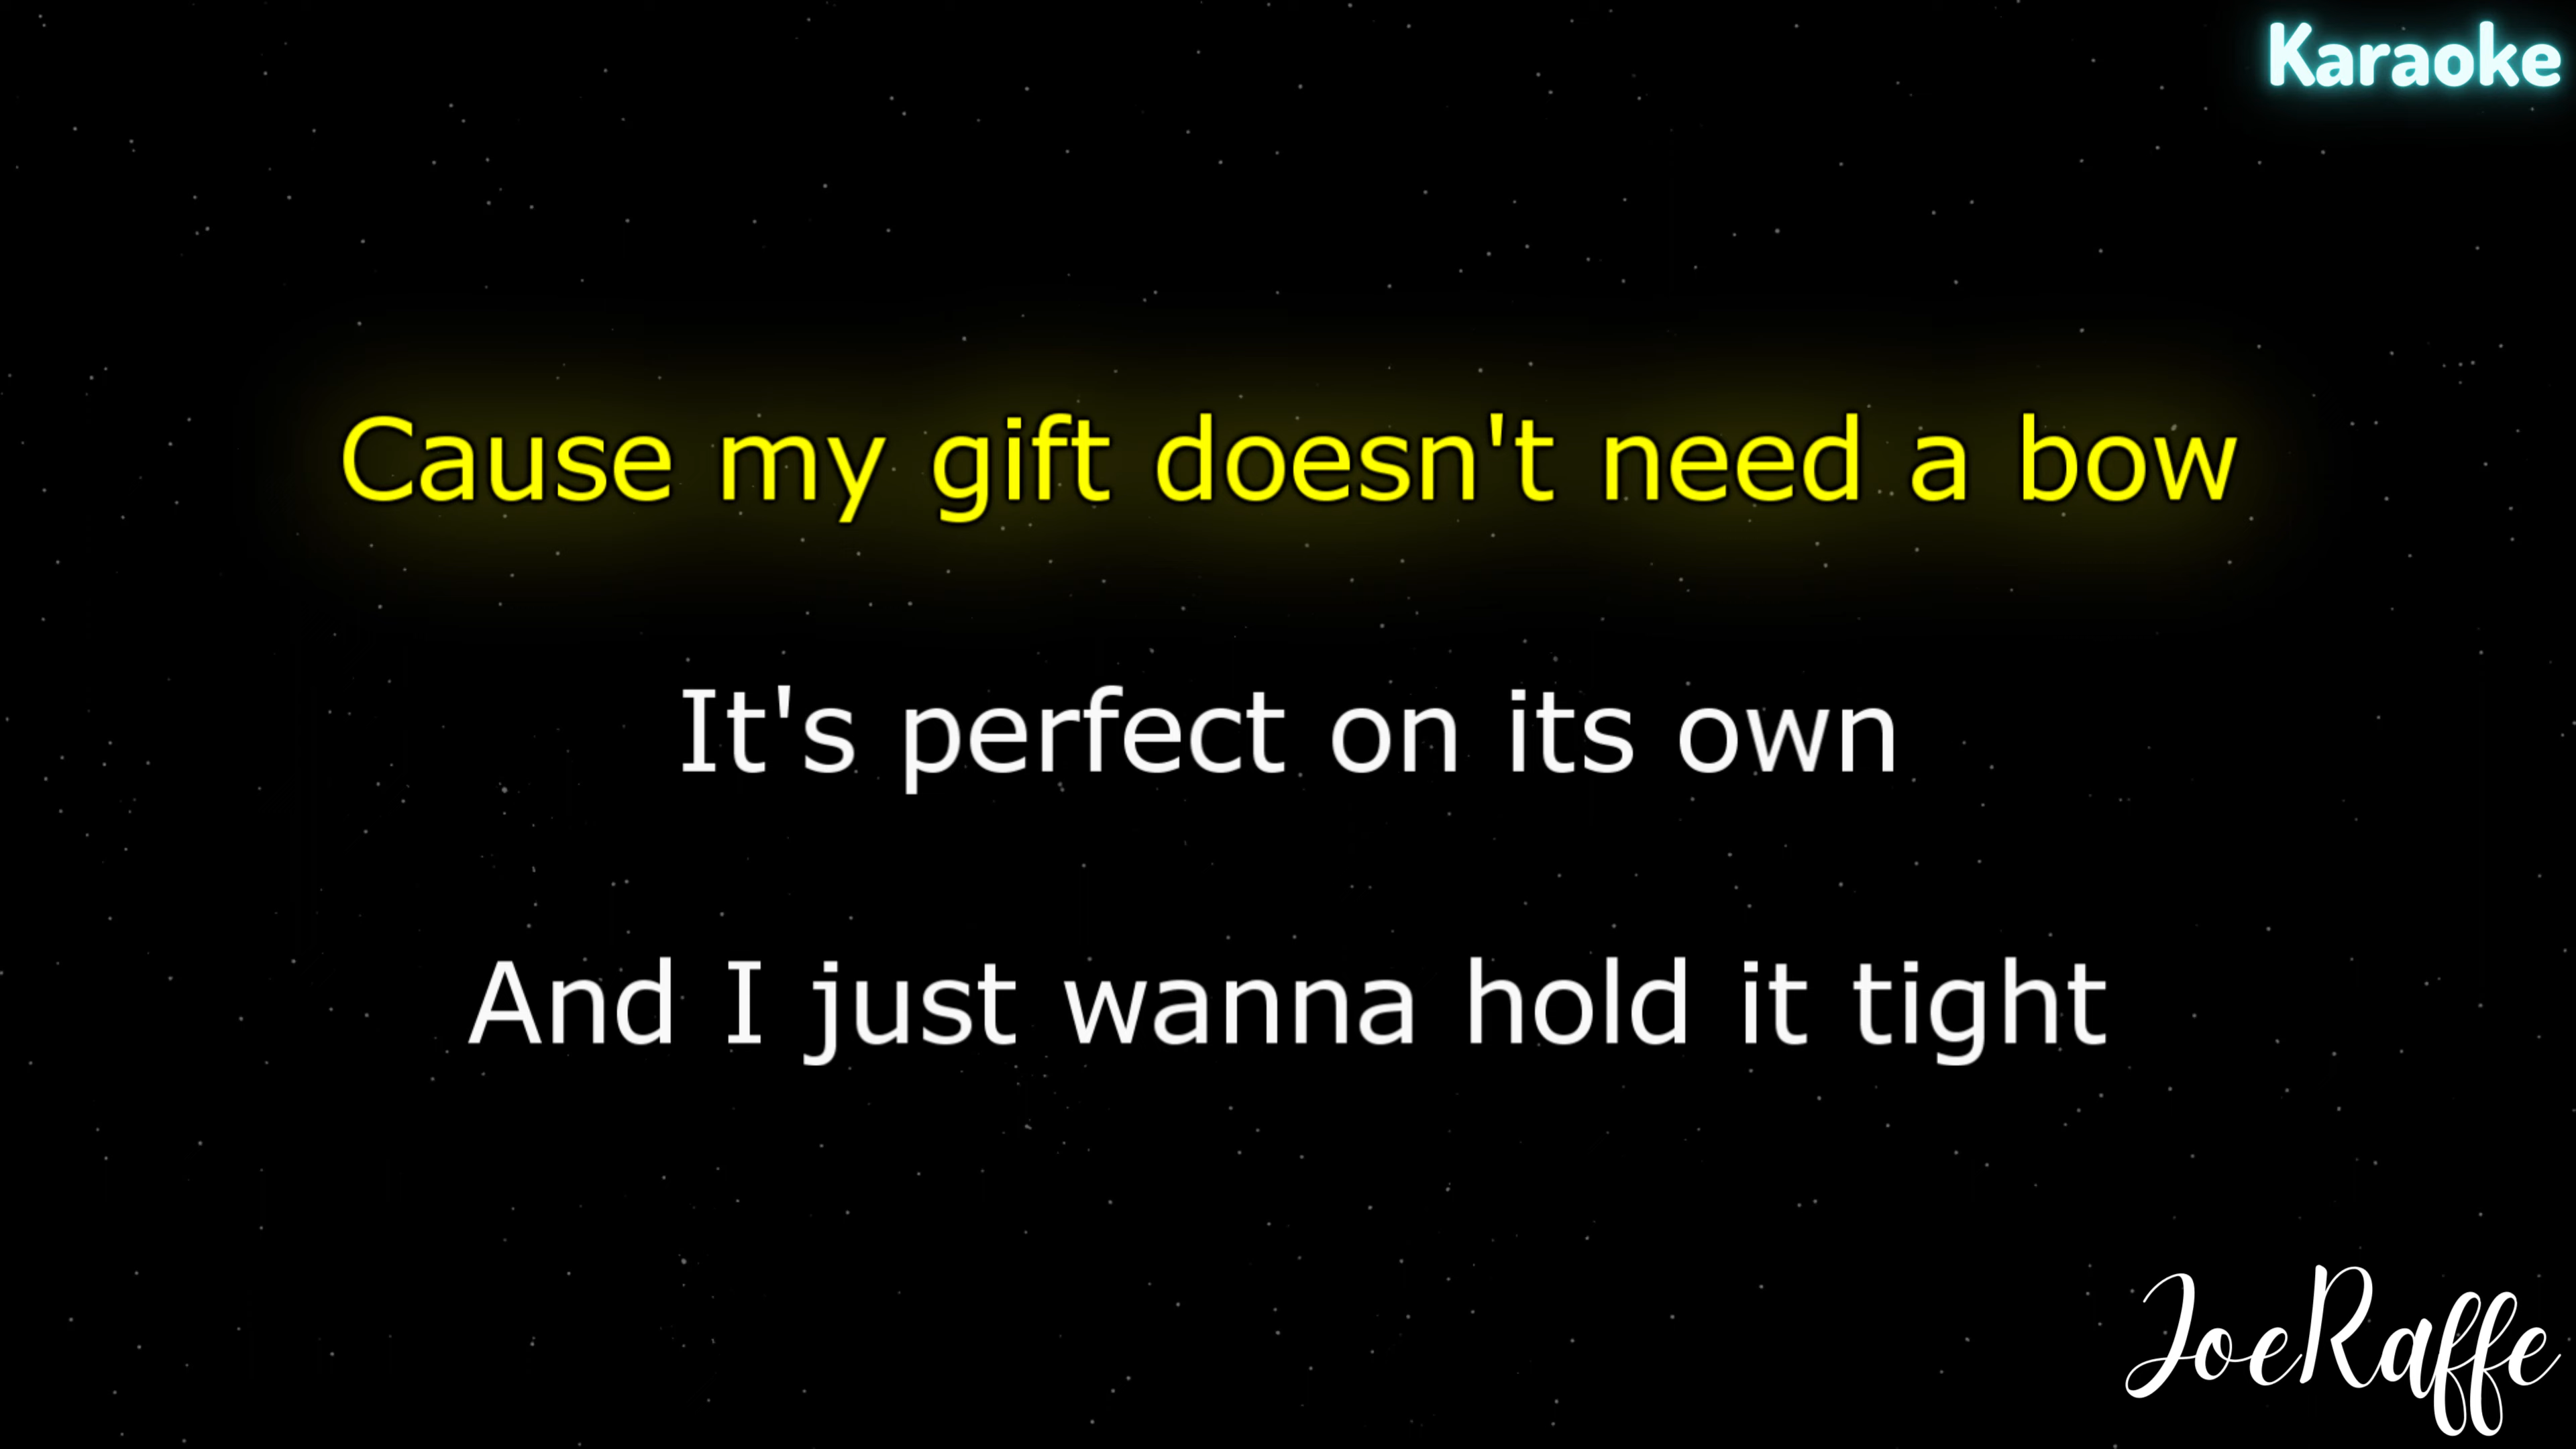 Karaoke
Cause my gift doesn't need a bow
It's perfect on its own
And I just wanna hold it tight
JoeRaffe